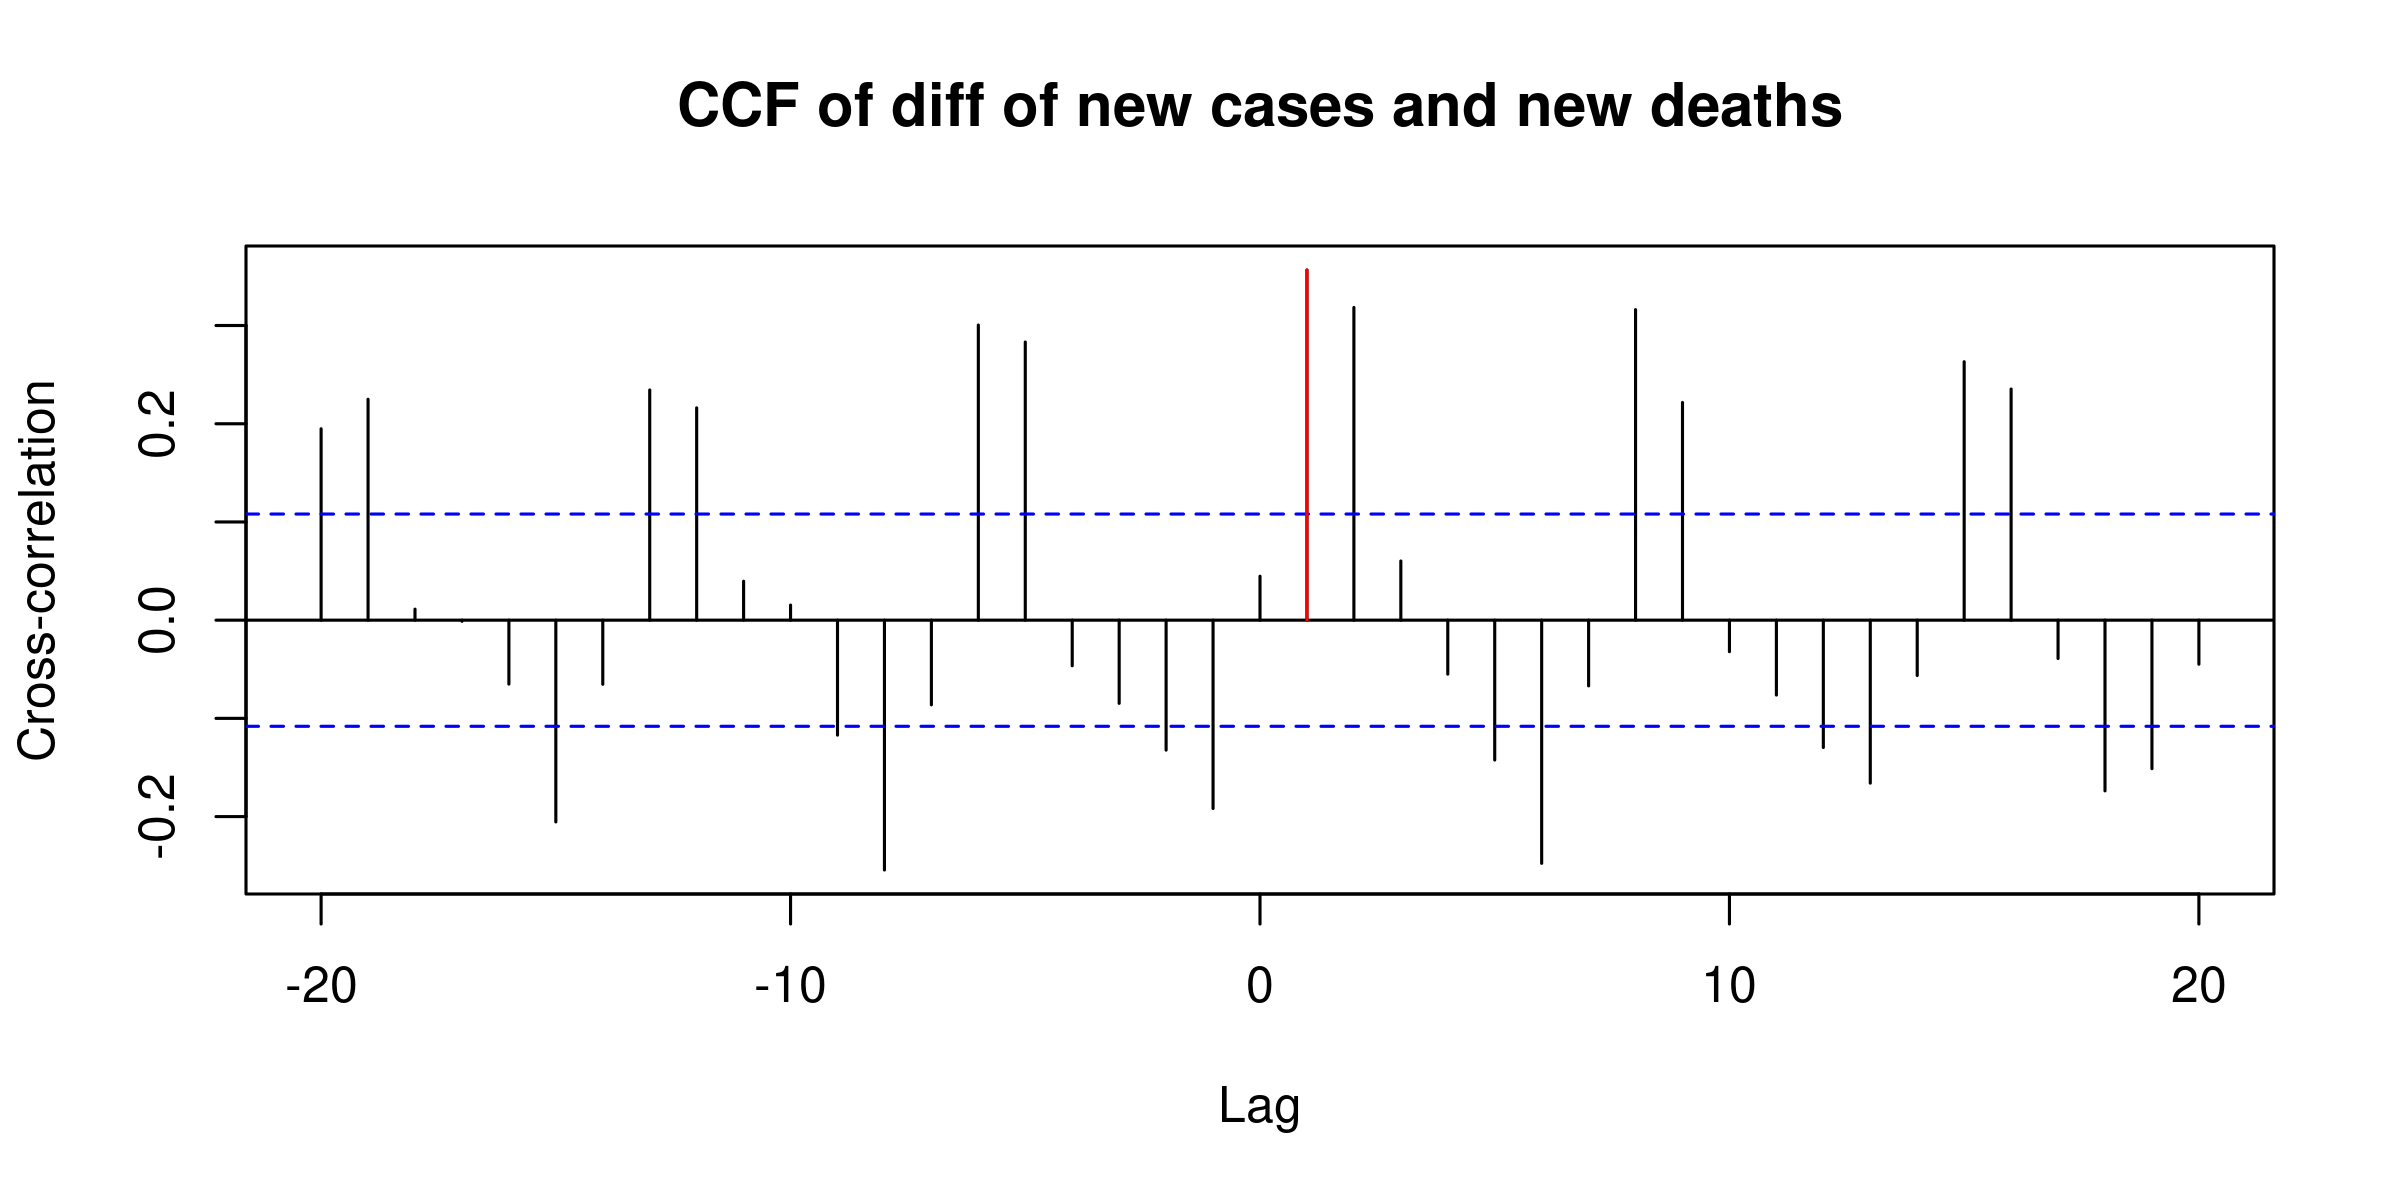 CCF of diff of new cases and new deaths
Cross-correlation
0.2
0.0
-0.2
-20 -10 0 10 20
Lag